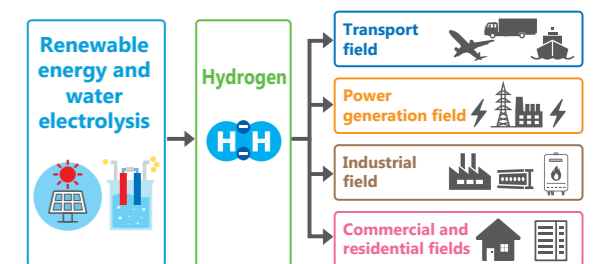 Renewable
energy and
water
electrolysis
Hydrogen
H H
Transport
field
Power
generation field
Industrial
field
Commercial and
residential fields